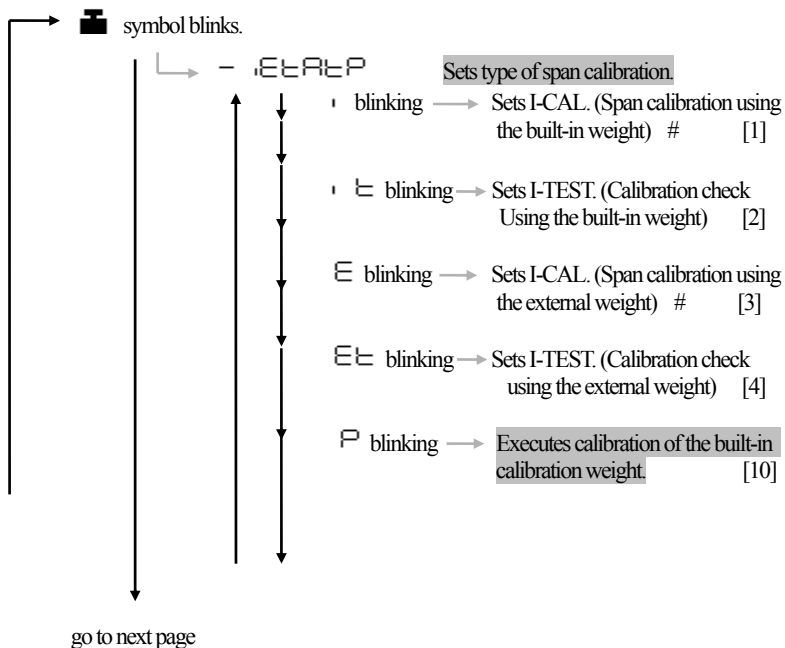 symbol blinks.
- iEtAtP Sets type of span calibration.
i blinking Sets I-CAL. (Span calibration using
the built-in weight) # [1]
i t blinking Sets I-TEST. (Calibration check
Using the built-in weight) [2]
E blinking Sets I-CAL. (Span calibration using
the external weight) # [3]
Et blinking Sets I-TEST. (Calibration check
using the external weight) [4]
P blinking Executes calibration of the built-in
calibration weight. [10]
go to next page